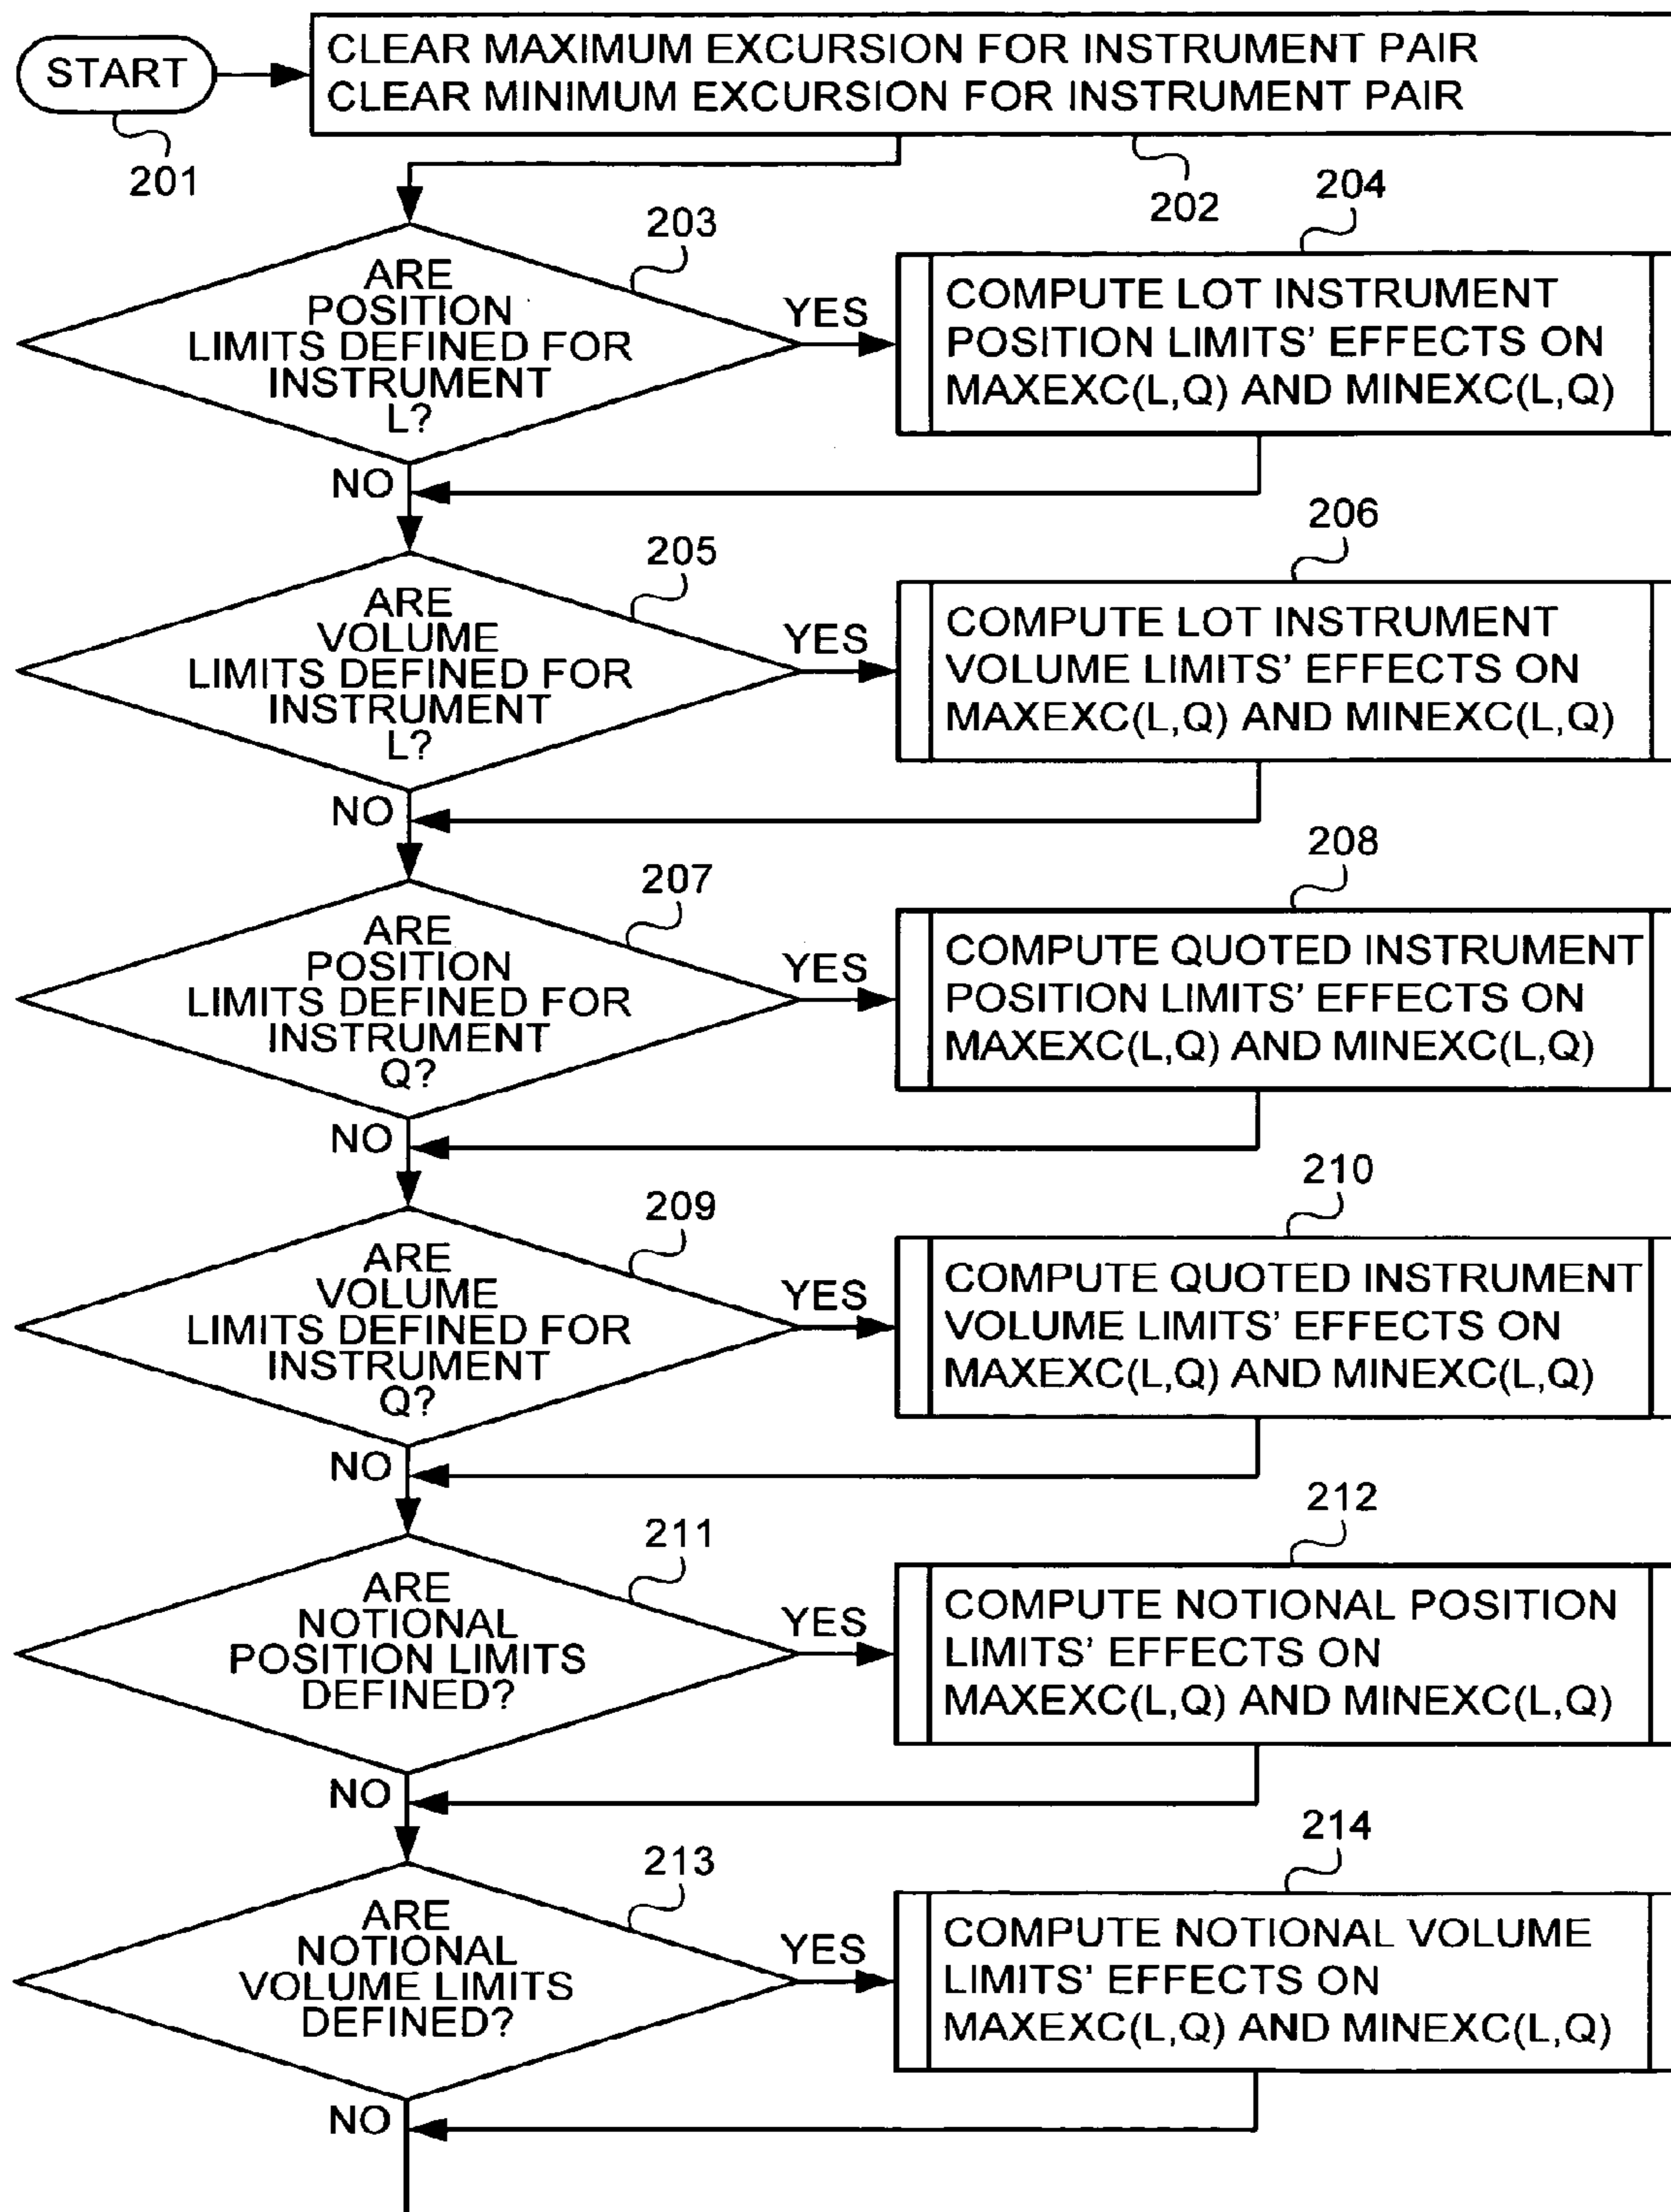 START
CLEAR MAXIMUM EXCURSION FOR INSTRUMENT PAIR
CLEAR MINIMUM EXCURSION FOR INSTRUMENT PAIR
201
202
203
ARE
POSITION
LIMITS DEFINED FOR
INSTRUMENT
L?
YES
204
COMPUTE LOT INSTRUMENT
POSITION LIMITS' EFFECTS ON
MAXEXC(L,Q) AND MINEXC(L,Q)
NO
205
ARE
VOLUME
LIMITS DEFINED FOR
INSTRUMENT
L?
YES
206
COMPUTE LOT INSTRUMENT
VOLUME LIMITS' EFFECTS ON
MAXEXC(L,Q) AND MINEXC(L,Q)
NO
207
ARE
POSITION
LIMITS DEFINED FOR
INSTRUMENT
Q?
YES
208
COMPUTE QUOTED INSTRUMENT
POSITION LIMITS' EFFECTS ON
MAXEXC(L,Q) AND MINEXC(L,Q)
NO
209
ARE
VOLUME
LIMITS DEFINED FOR
INSTRUMENT
Q?
YES
210
COMPUTE QUOTED INSTRUMENT
VOLUME LIMITS' EFFECTS ON
MAXEXC(L,Q) AND MINEXC(L,Q)
NO
211
ARE
NOTIONAL
POSITION LIMITS
DEFINED?
YES
212
COMPUTE NOTIONAL POSITION
LIMITS' EFFECTS ON
MAXEXC(L,Q) AND MINEXC(L,Q)
NO
213
ARE
NOTIONAL
VOLUME LIMITS
DEFINED?
YES
214
COMPUTE NOTIONAL VOLUME
LIMITS' EFFECTS ON
MAXEXC(L,Q) AND MINEXC(L,Q)
NO